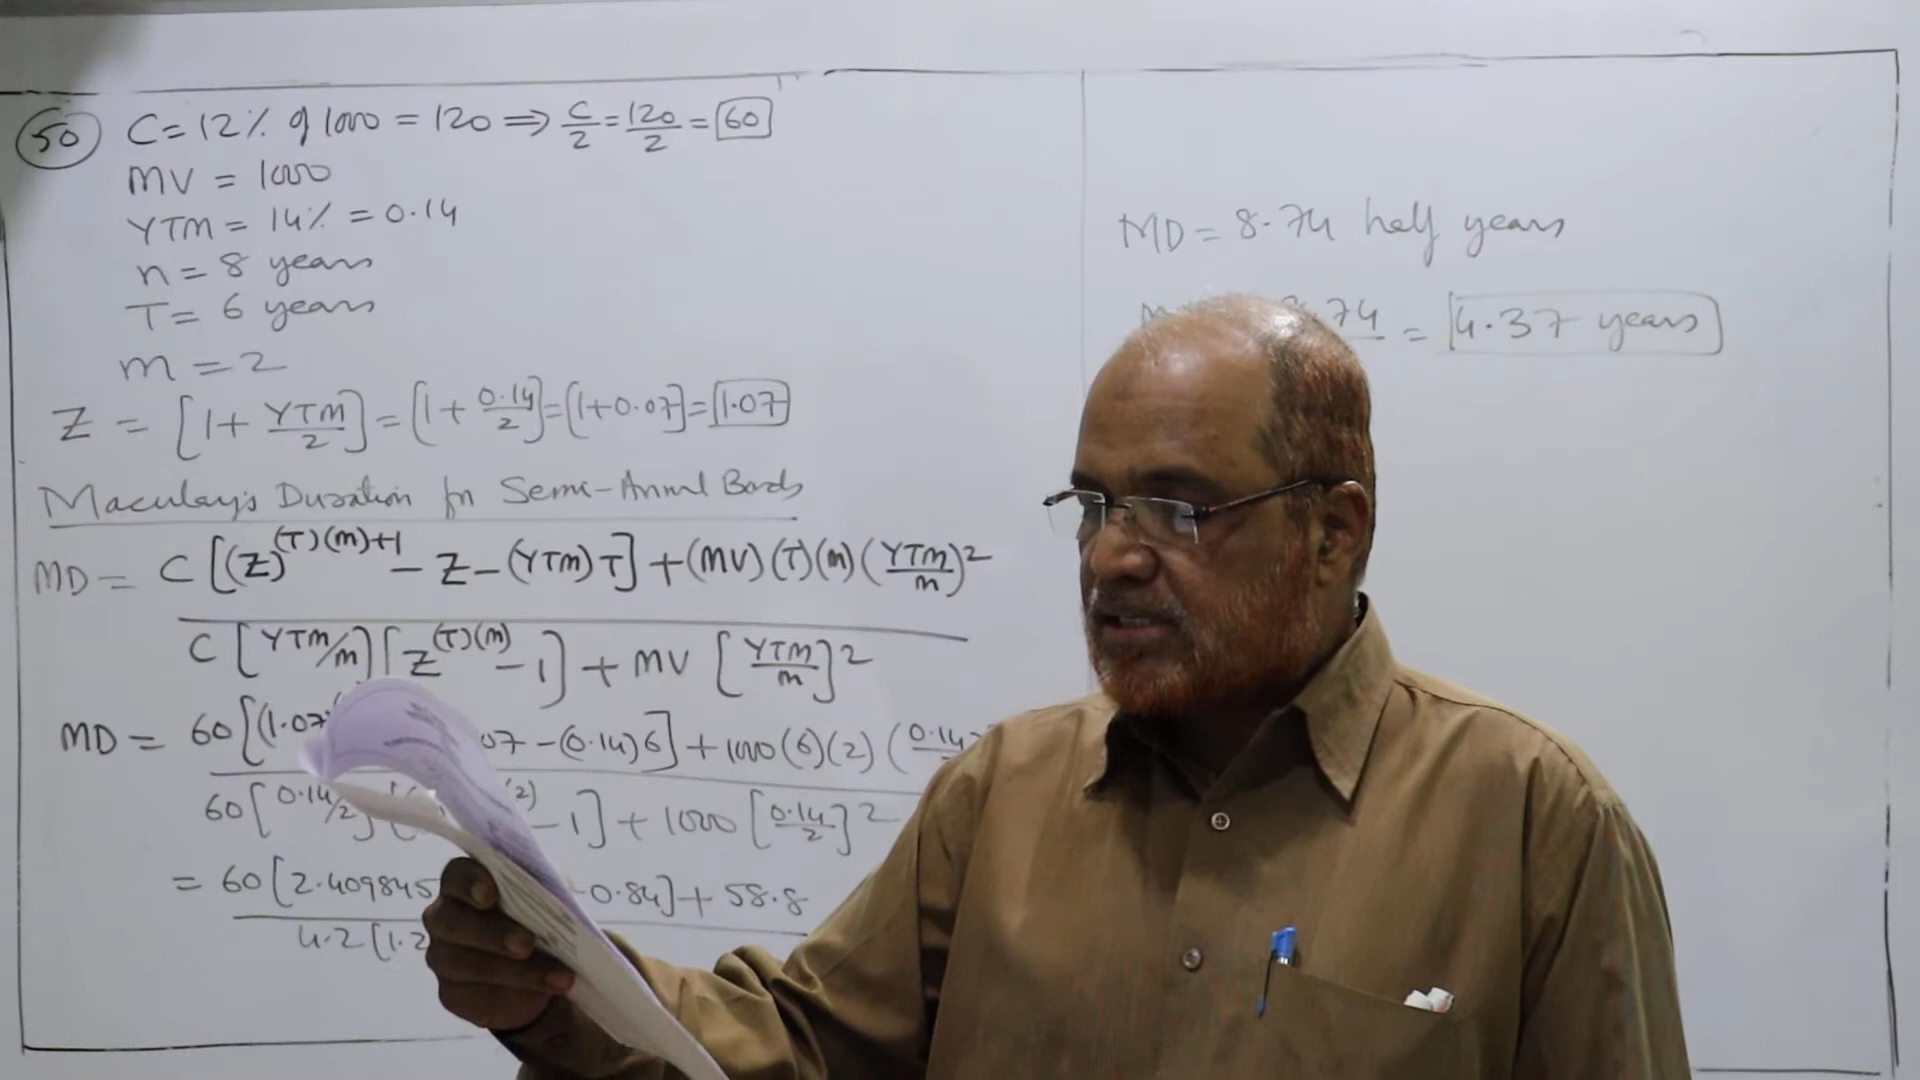 50 C = 12% of 1000 = 120 ⇒ C/2 = 120/2 = 60
MV = 1000
YTM = 14% = 0.14
n = 8 years
T = 6 years
m = 2
Z = [1 + YTM/2] = [1 + 0.14/2] = [1+0.07] = 1.07
Maculay's Duration for Semi-Annul Bonds
MD = C [(Z)^(T)(m)+1 - Z - (YTM) T] + (MV)(T)(m)(YTM/m)^2
C [YTM/m] [Z^(T)(m) - 1] + MV [YTM/m]^2
MD = 60 [(1.07 07 - (0.14) 6] + 1000 (6)(2) (0.14
60 [0.14/2] [ (2) - 1] + 1000 [0.14/2]^2
= 60 [2.409845 - 0.84] + 58.8
4.2 (1.2
MD = 8.74 half years
.74 = 4.37 years